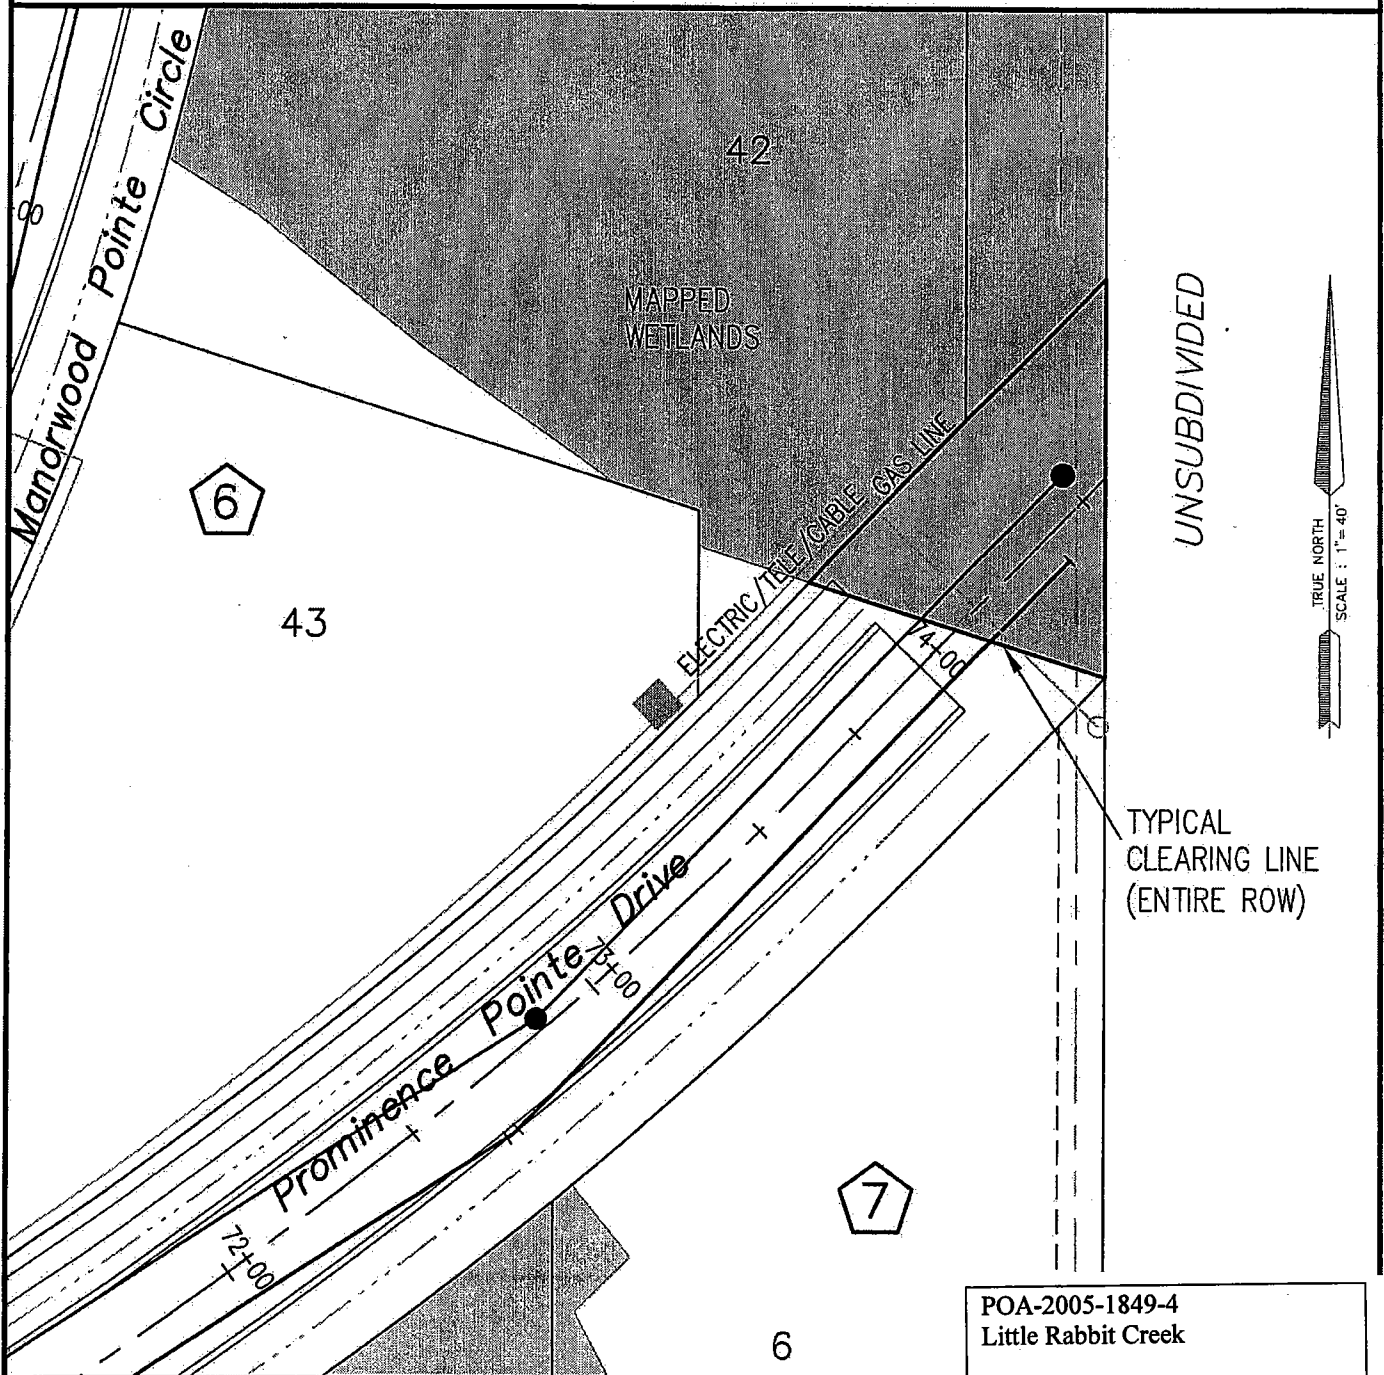 Manorwood Pointe Circle
00
42
MAPPED
WETLANDS
UNSUBDIVIDED
6
43
ELECTRIC/TELE/CABLE GAS LINE
TRUE NORTH
SCALE : 1"=40'
74+00
TYPICAL
CLEARING LINE
(ENTIRE ROW)
Prominence Pointe Drive
73+00
72+00
7
6
POA-2005-1849-4
Little Rabbit Creek